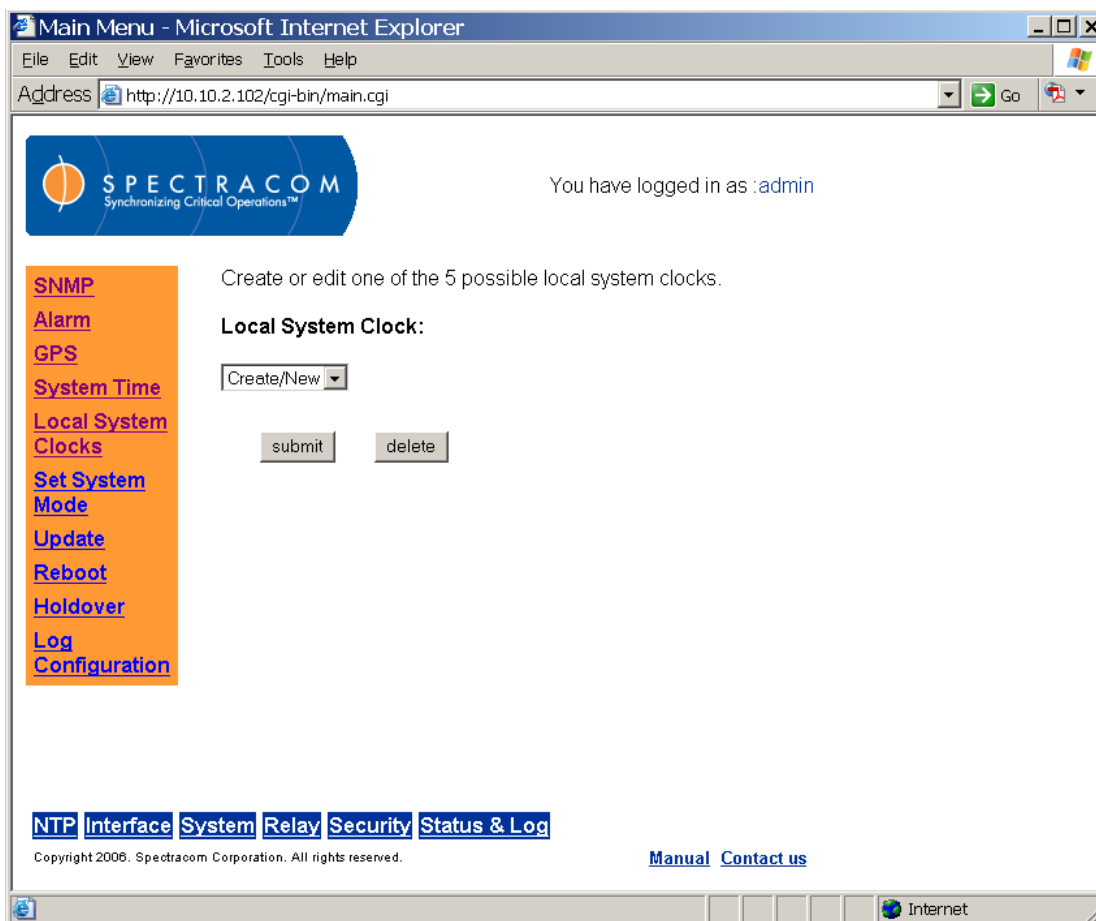 Main Menu - Microsoft Internet Explorer
File Edit View Favorites Tools Help
Address http://10.10.2.102/cgi-bin/main.cgi Go
SPECTRACOM
Synchronizing Critical Operations™
You have logged in as :admin
SNMP
Alarm
GPS
System Time
Local System
Clocks
Set System
Mode
Update
Reboot
Holdover
Log
Configuration
Create or edit one of the 5 possible local system clocks.
Local System Clock:
Create/New
submit delete
NTP Interface System Relay Security Status & Log
Copyright 2006. Spectracom Corporation. All rights reserved.
Manual Contact us
Internet